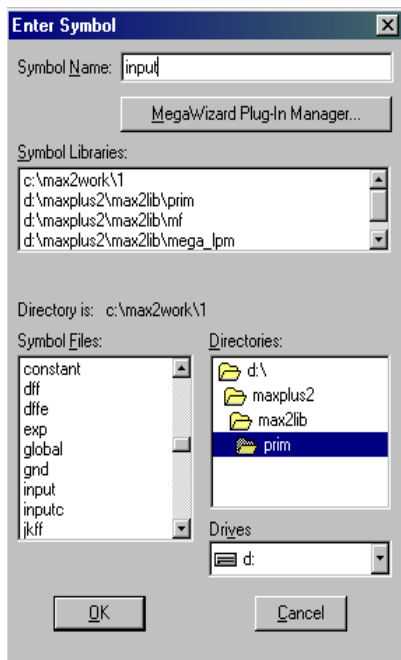 Enter Symbol
Symbol Name: input
MegaWizard Plug-In Manager...
Symbol Libraries:
c:\max2work\1
d:\maxplus2\max2lib\prim
d:\maxplus2\max2lib\mf
d:\maxplus2\max2lib\mega_lpm
Directory is: c:\max2work\1
Symbol Files:
constant
dff
dffe
exp
global
gnd
input
inputc
jkff
Directories:
d:\
maxplus2
max2lib
prim
Drives
d:
OK
Cancel